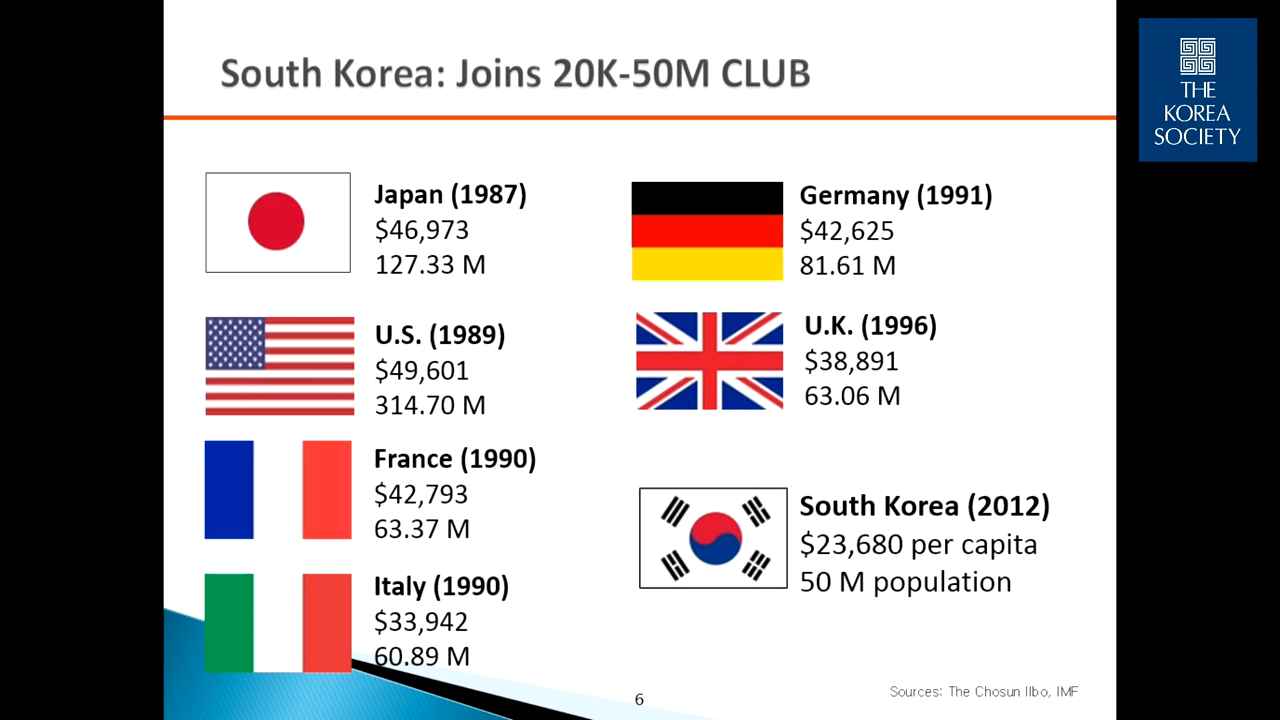 South Korea: Joins 20K-50M CLUB
THE
KOREA
SOCIETY
Japan (1987)
$46,973
127.33 M
U.S. (1989)
$49,601
314.70 M
France (1990)
$42,793
63.37 M
Italy (1990)
$33,942
60.89 M
Germany (1991)
$42,625
81.61 M
U.K. (1996)
$38,891
63.06 M
South Korea (2012)
$23,680 per capita
50 M population
Sources: The Chosun Ilbo, IMF
6